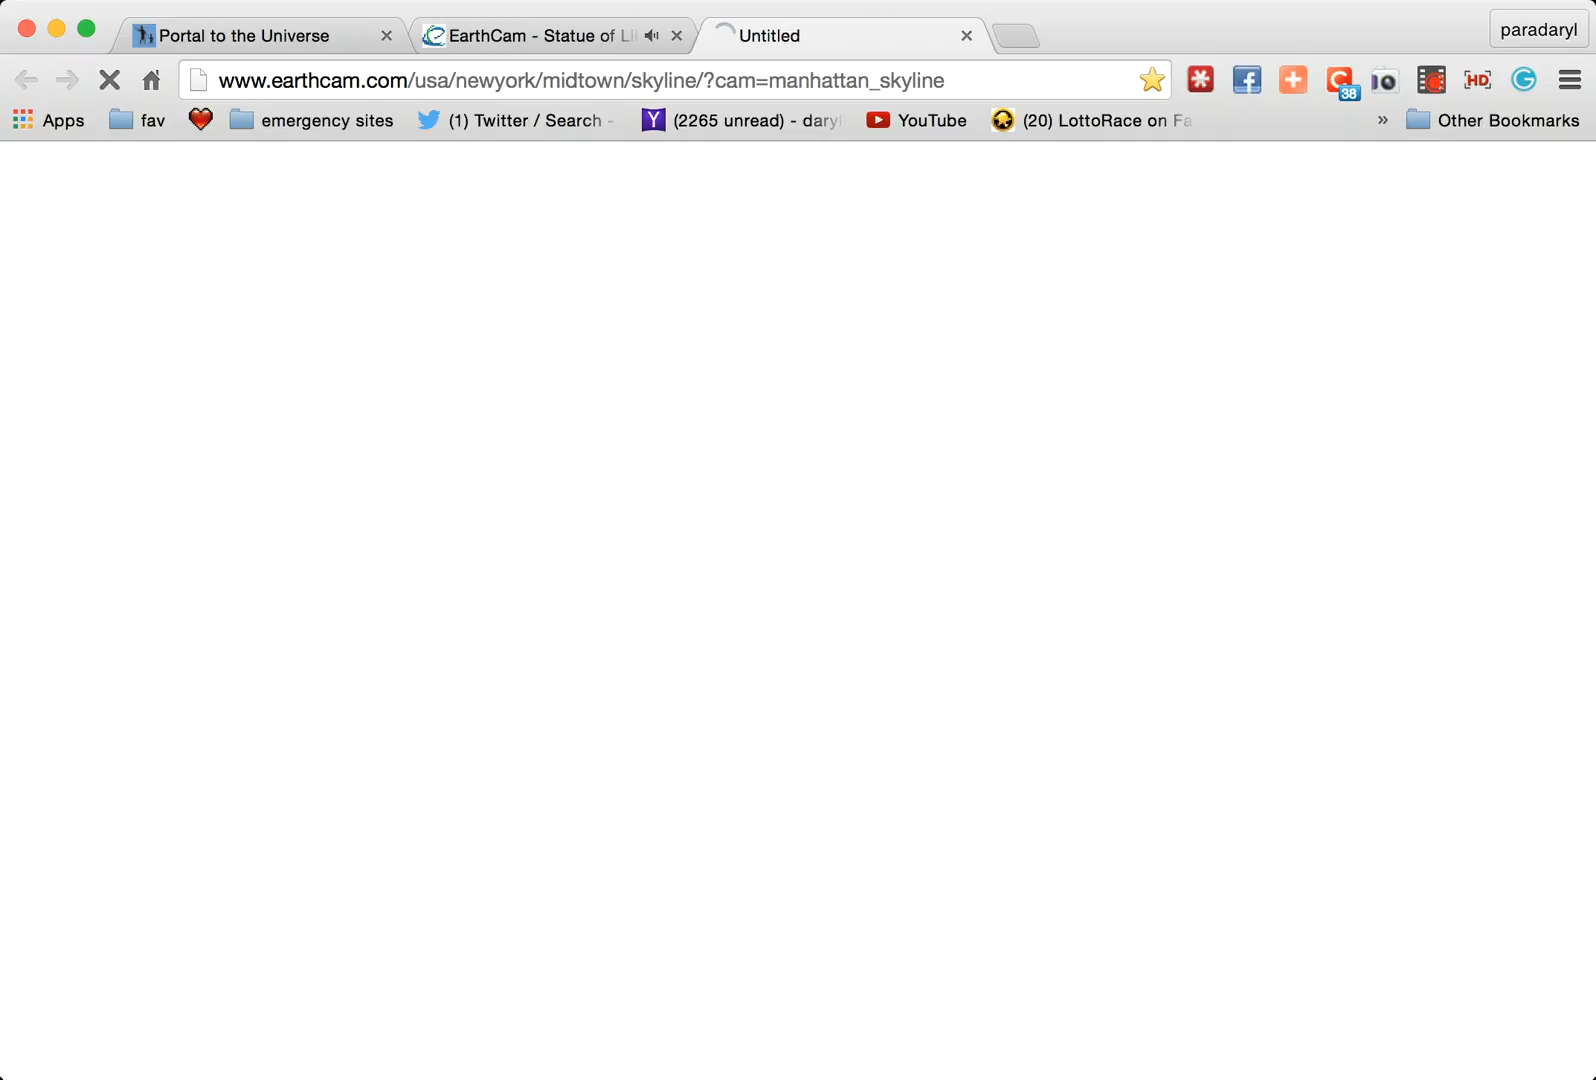 Portal to the Universe
EarthCam - Statue of Li
Untitled
paradaryl
www.earthcam.com/usa/newyork/midtown/skyline/?cam=manhattan_skyline
38
HD
Apps
fav
emergency sites
(1) Twitter / Search -
(2265 unread) - daryl
YouTube
(20) LottoRace on Fa
»
Other Bookmarks